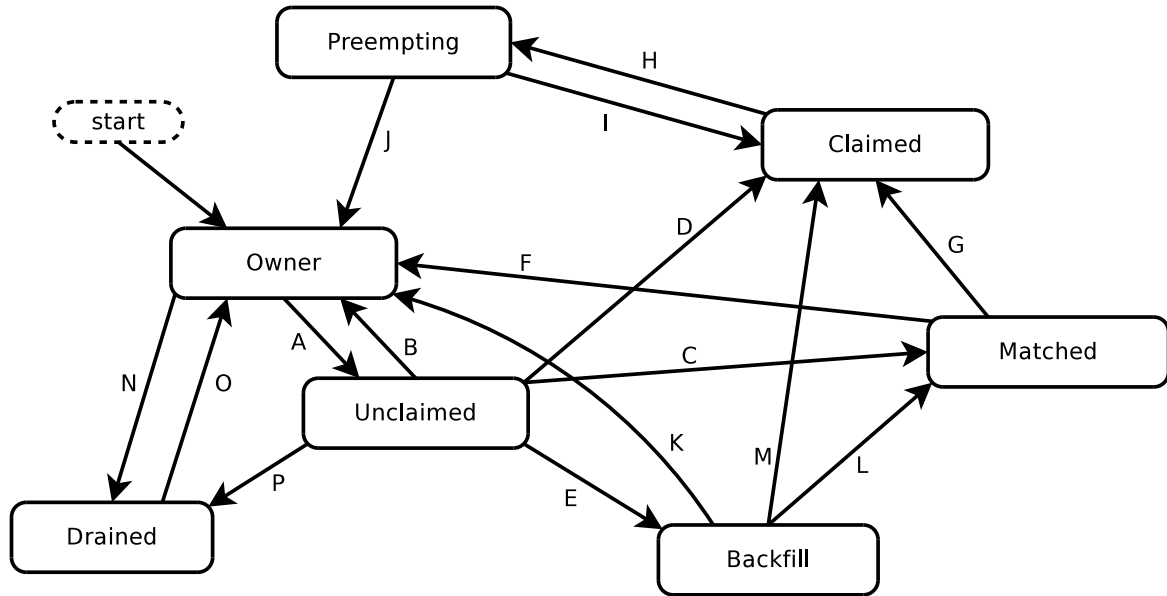 Preempting
H
start
I
Claimed
J
D
G
Owner
F
A
B
C
Matched
N
O
Unclaimed
K
M
L
P
E
Drained
Backfill